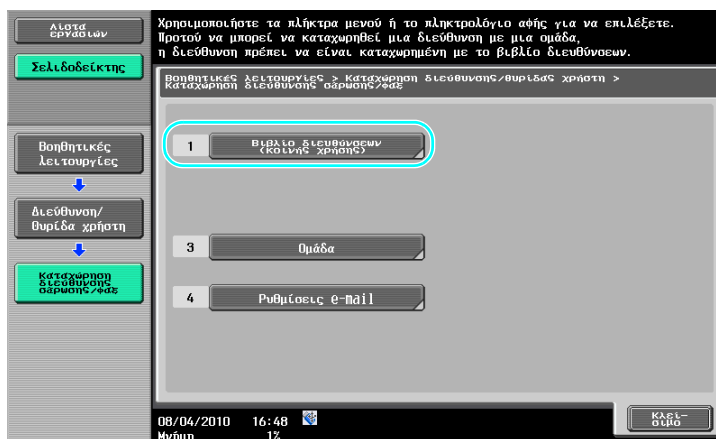 Λίστα
εργασιών
Σελιδοδείκτης
Χρησιμοποιήστε τα πλήκτρα μενού ή το πληκτρολόγιο αφής για να επιλέξετε.
Προτού να μπορεί να καταχωρηθεί μια διεύθυνση με μια ομάδα,
η διεύθυνση πρέπει να είναι καταχωρημένη με το βιβλίο διευθύνσεων.
Βοηθητικές λειτουργίες > Καταχώρηση διεύθυνσης/θυρίδας χρήστη >
Καταχώρηση διεύθυνσης σάρωσης/φαξ
Βοηθητικές
λειτουργίες
Διεύθυνση/
Θυρίδα χρήστη
Καταχώρηση
διεύθυνσης
σάρωσης/φαξ
1 Βιβλίο διευθύνσεων
(κοινής χρήσης)
3 Ομάδα
4 Ρυθμίσεις e-mail
08/04/2010 16:48
Μνήμη 1%
Κλεί-
σιμο